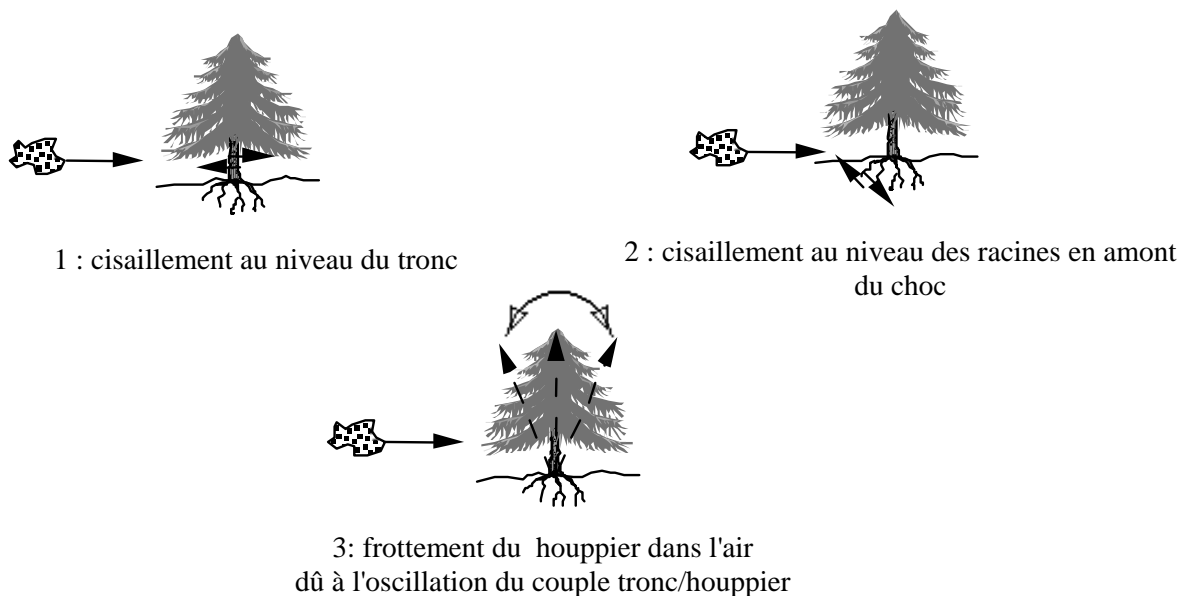 1 : cisaillement au niveau du tronc
2 : cisaillement au niveau des racines en amont
du choc
3: frottement du houppier dans l'air
dû à l'oscillation du couple tronc/houppier